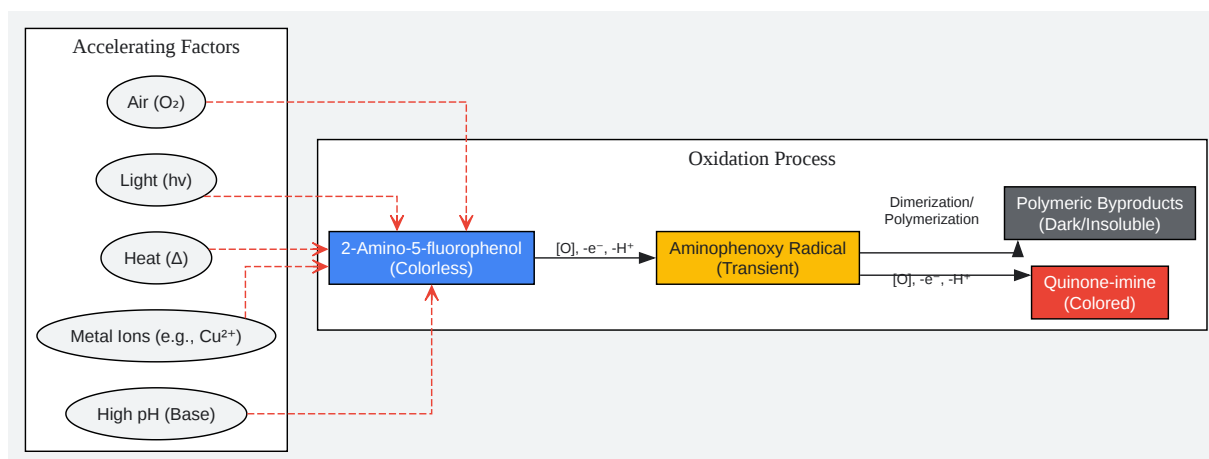 Accelerating Factors
Air (O₂)
Light (hv)
Heat (Δ)
Metal Ions (e.g., Cu²⁺)
High pH (Base)
Oxidation Process
2-Amino-5-fluorophenol
(Colorless)
[O], -e⁻, -H⁺
Aminophenoxy Radical
(Transient)
Dimerization/
Polymerization
[O], -e⁻, -H⁺
Polymeric Byproducts
(Dark/Insoluble)
Quinone-imine
(Colored)